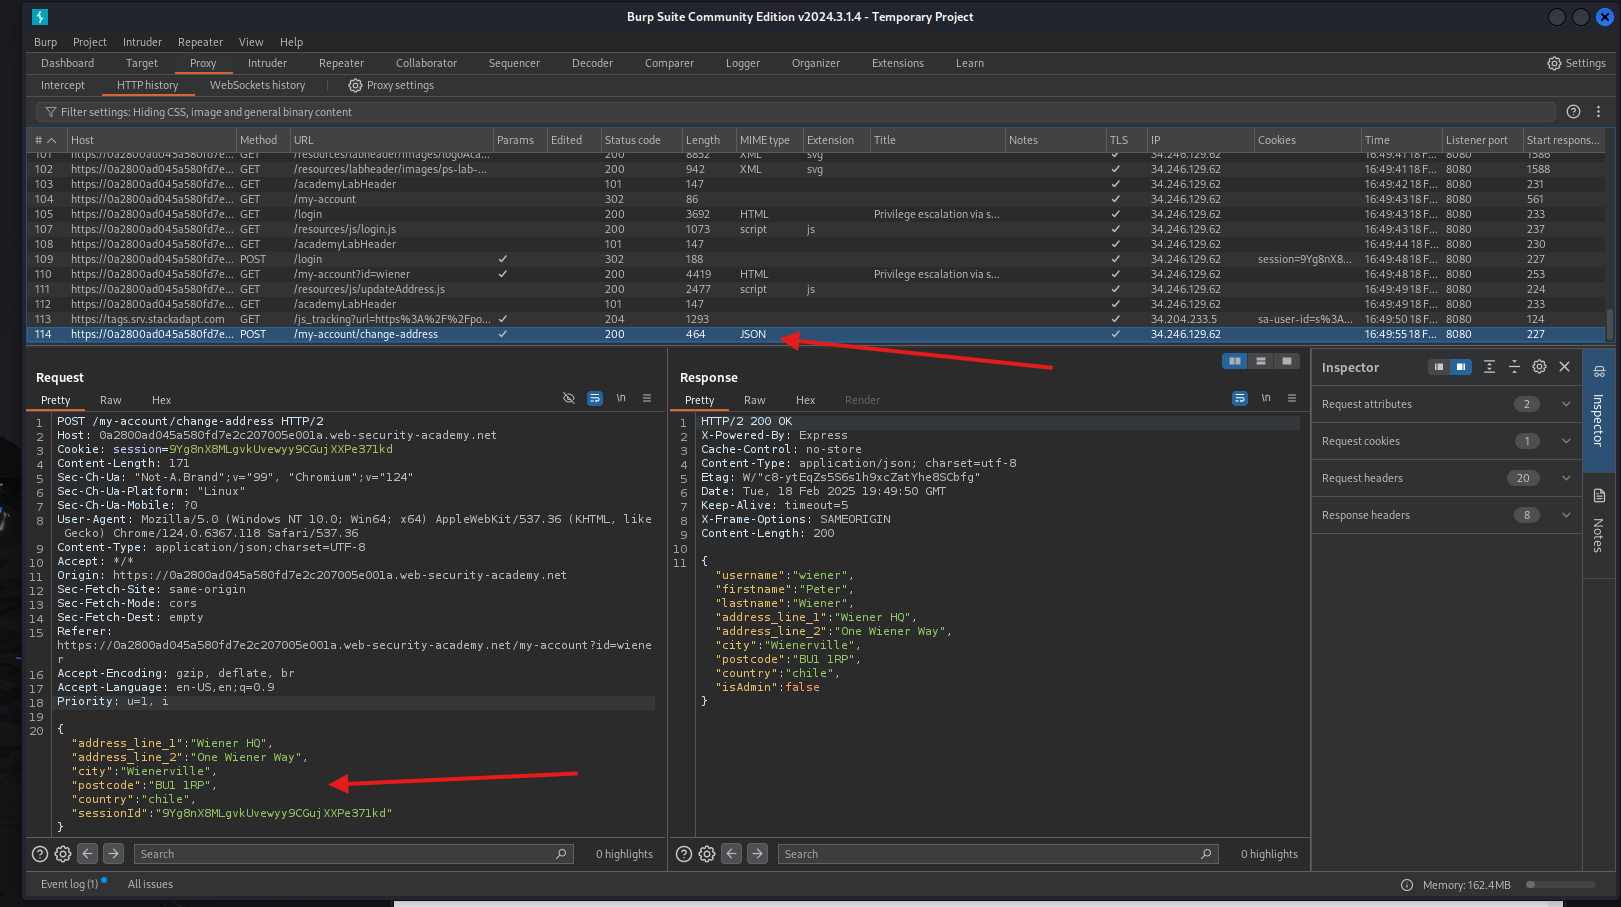 Burp Suite Community Edition v2024.3.1.4 - Temporary Project
Burp Project Intruder Repeater View Help
Dashboard Target Proxy Intruder Repeater Collaborator Sequencer Decoder Comparer Logger Organizer Extensions Learn Settings
Intercept HTTP history WebSockets history Proxy settings
Filter settings: Hiding CSS, image and general binary content
# Host Method URL Params Edited Status code Length MIME type Extension Title Notes TLS IP Cookies Time Listener port Start respons...
101 https://0a2800ad045a580fd7e... GET /resources/labheader/images/logoAca... 200 8852 XML svg ✓ 34.246.129.62 16:49:41 18 F... 8080 1586
102 https://0a2800ad045a580fd7e... GET /resources/labheader/images/ps-lab-... 200 942 XML svg ✓ 34.246.129.62 16:49:41 18 F... 8080 1588
103 https://0a2800ad045a580fd7e... GET /academyLabHeader 101 147 ✓ 34.246.129.62 16:49:42 18 F... 8080 231
104 https://0a2800ad045a580fd7e... GET /my-account 302 86 ✓ 34.246.129.62 16:49:43 18 F... 8080 561
105 https://0a2800ad045a580fd7e... GET /login 200 3692 HTML Privilege escalation via s... ✓ 34.246.129.62 16:49:43 18 F... 8080 233
107 https://0a2800ad045a580fd7e... GET /resources/js/login.js 200 1073 script js ✓ 34.246.129.62 16:49:43 18 F... 8080 237
108 https://0a2800ad045a580fd7e... GET /academyLabHeader 101 147 ✓ 34.246.129.62 16:49:44 18 F... 8080 230
109 https://0a2800ad045a580fd7e... POST /login ✓ 302 188 ✓ 34.246.129.62 session=9Yg8nX8... 16:49:48 18 F... 8080 227
110 https://0a2800ad045a580fd7e... GET /my-account?id=wiener ✓ 200 4419 HTML Privilege escalation via s... ✓ 34.246.129.62 16:49:48 18 F... 8080 253
111 https://0a2800ad045a580fd7e... GET /resources/js/updateAddress.js 200 2477 script js ✓ 34.246.129.62 16:49:49 18 F... 8080 224
112 https://0a2800ad045a580fd7e... GET /academyLabHeader 101 147 ✓ 34.246.129.62 16:49:49 18 F... 8080 233
113 https://tags.srv.stackadapt.com GET /js_tracking?url=https%3A%2F%2Fpo... ✓ 204 1293 ✓ 34.204.233.5 sa-user-id=s%3A... 16:49:50 18 F... 8080 124
114 https://0a2800ad045a580fd7e... POST /my-account/change-address ✓ 200 464 JSON ✓ 34.246.129.62 16:49:55 18 F... 8080 227
Request
Pretty Raw Hex \n
1 POST /my-account/change-address HTTP/2
2 Host: 0a2800ad045a580fd7e2c207005e001a.web-security-academy.net
3 Cookie: session=9Yg8nX8MLgvkUvewyy9CGujXXPe371kd
4 Content-Length: 171
5 Sec-Ch-Ua: "Not-A.Brand";v="99", "Chromium";v="124"
6 Sec-Ch-Ua-Platform: "Linux"
7 Sec-Ch-Ua-Mobile: ?0
8 User-Agent: Mozilla/5.0 (Windows NT 10.0; Win64; x64) AppleWebKit/537.36 (KHTML, like
Gecko) Chrome/124.0.6367.118 Safari/537.36
9 Content-Type: application/json;charset=UTF-8
10 Accept: */*
11 Origin: https://0a2800ad045a580fd7e2c207005e001a.web-security-academy.net
12 Sec-Fetch-Site: same-origin
13 Sec-Fetch-Mode: cors
14 Sec-Fetch-Dest: empty
15 Referer:
https://0a2800ad045a580fd7e2c207005e001a.web-security-academy.net/my-account?id=wiene
r
16 Accept-Encoding: gzip, deflate, br
17 Accept-Language: en-US,en;q=0.9
18 Priority: u=1, i
19
20 {
"address_line_1":"Wiener HQ",
"address_line_2":"One Wiener Way",
"city":"Wienerville",
"postcode":"BU1 1RP",
"country":"chile",
"sessionId":"9Yg8nX8MLgvkUvewyy9CGujXXPe371kd"
}
Search 0 highlights
Response
Pretty Raw Hex Render \n
1 HTTP/2 200 OK
2 X-Powered-By: Express
3 Cache-Control: no-store
4 Content-Type: application/json; charset=utf-8
5 Etag: W/"c8-ytEqZs5S6s1h9xcZatYhe8SCbfg"
6 Date: Tue, 18 Feb 2025 19:49:50 GMT
7 Keep-Alive: timeout=5
8 X-Frame-Options: SAMEORIGIN
9 Content-Length: 200
10
11 {
"username":"wiener",
"firstname":"Peter",
"lastname":"Wiener",
"address_line_1":"Wiener HQ",
"address_line_2":"One Wiener Way",
"city":"Wienerville",
"postcode":"BU1 1RP",
"country":"chile",
"isAdmin":false
}
Search 0 highlights
Inspector
Request attributes 2
Request cookies 1
Request headers 20
Response headers 8
Inspector
Notes
Event log (1) All issues Memory: 162.4MB